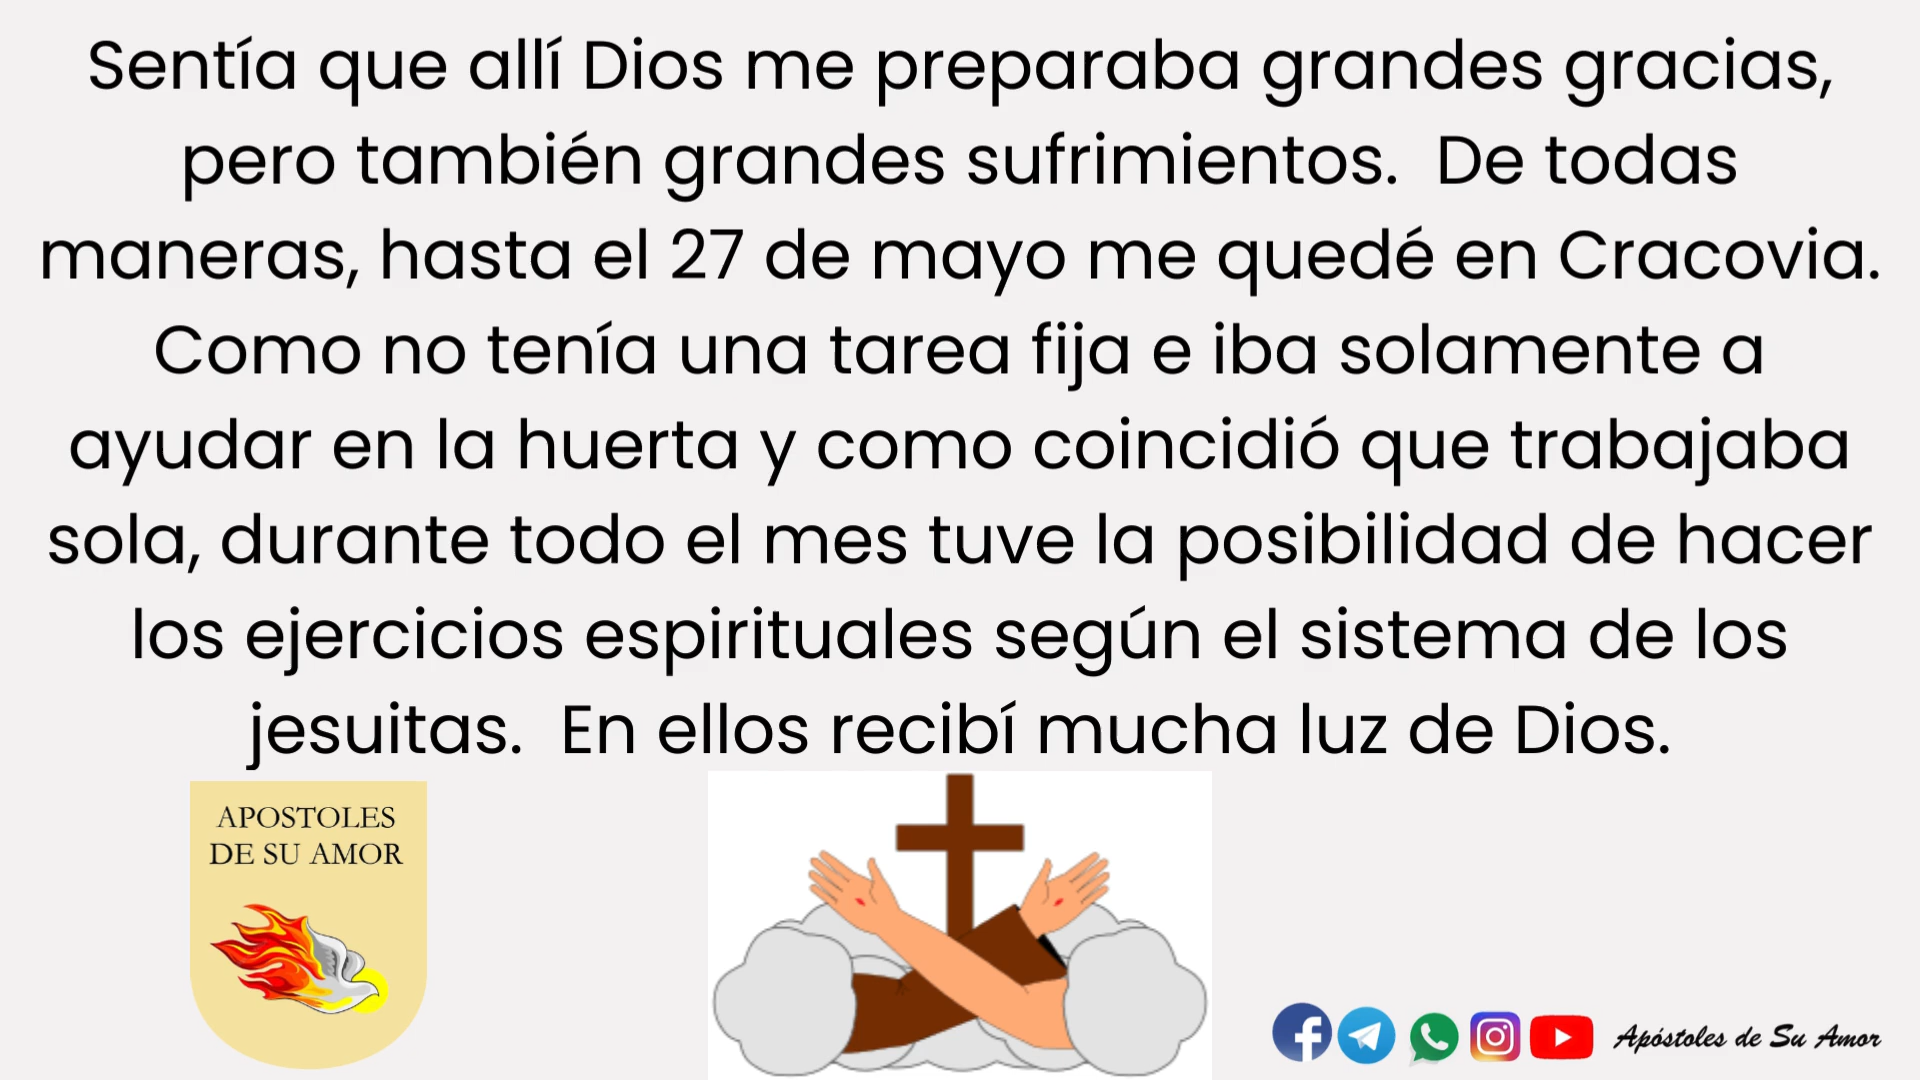 Sentía que allí Dios me preparaba grandes gracias,
pero también grandes sufrimientos.  De todas
maneras, hasta el 27 de mayo me quedé en Cracovia.
Como no tenía una tarea fija e iba solamente a
ayudar en la huerta y como coincidió que trabajaba
sola, durante todo el mes tuve la posibilidad de hacer
los ejercicios espirituales según el sistema de los
jesuitas.  En ellos recibí mucha luz de Dios.
APOSTOLES
DE SU AMOR
Apóstoles de Su Amor